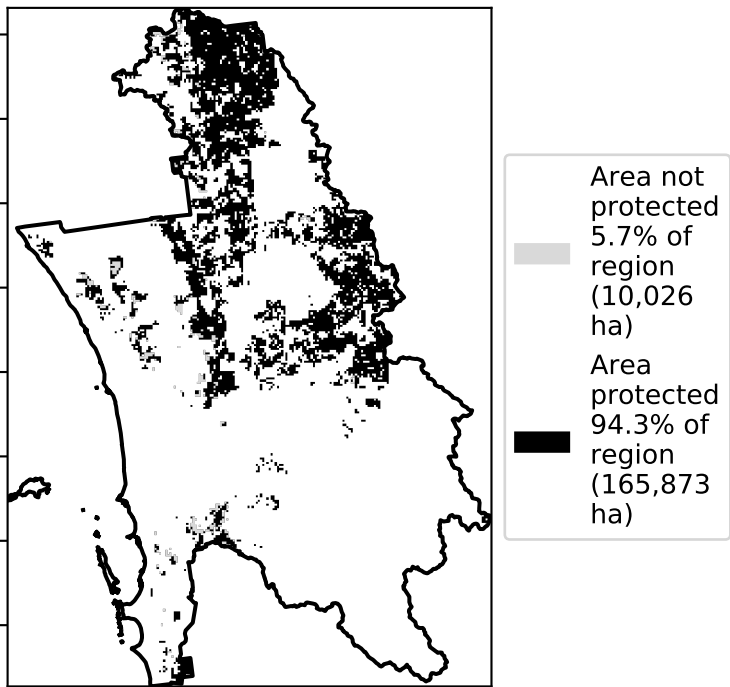 Area not
protected
5.7% of
region
(10,026
ha)
Area
protected
94.3% of
region
(165,873
ha)